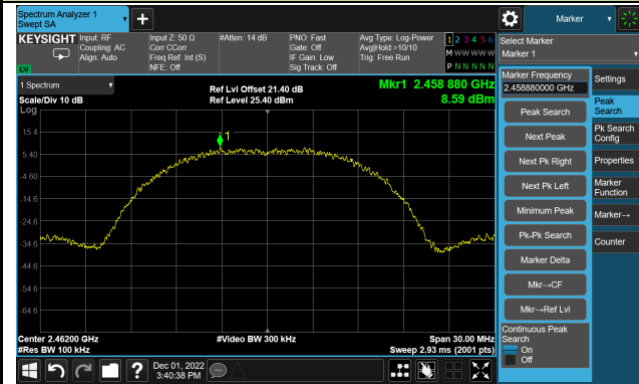 Spectrum Analyzer 1
Swept SA
+
Marker
KEYSIGHT Input: RF Input Z: 50 Ω #Atten: 14 dB PNO: Fast Avg Type: Log-Power 1 2 3 4 5 6
Coupling: AC Corr CCorr Gate: Off Avg|Hold:>10/10 M W W W W W
Align: Auto Freq Ref: Int (S) IF Gain: Low Trig: Free Run
NFE: Off Sig Track: Off P N N N N N
Select Marker
Marker 1
1 Spectrum
Scale/Div 10 dB
Log
Ref Lvl Offset 21.40 dB
Ref Level 25.40 dBm
Mkr1 2.458 880 GHz
8.59 dBm
1
15.4
5.40
-4.60
-14.6
-24.6
-34.6
-44.6
-54.6
-64.6
Center 2.46200 GHz #Video BW 300 kHz Span 30.00 MHz
#Res BW 100 kHz Sweep 2.93 ms (2001 pts)
Marker Frequency
2.458880000 GHz
Peak Search
Next Peak
Next Pk Right
Next Pk Left
Minimum Peak
Pk-Pk Search
Marker Delta
Mkr→CF
Mkr→Ref Lvl
Continuous Peak
Search
On
Off
Settings
Peak
Search
Pk Search
Config
Properties
Marker
Function
Marker→
Counter
Dec 01, 2022
3:40:38 PM
?